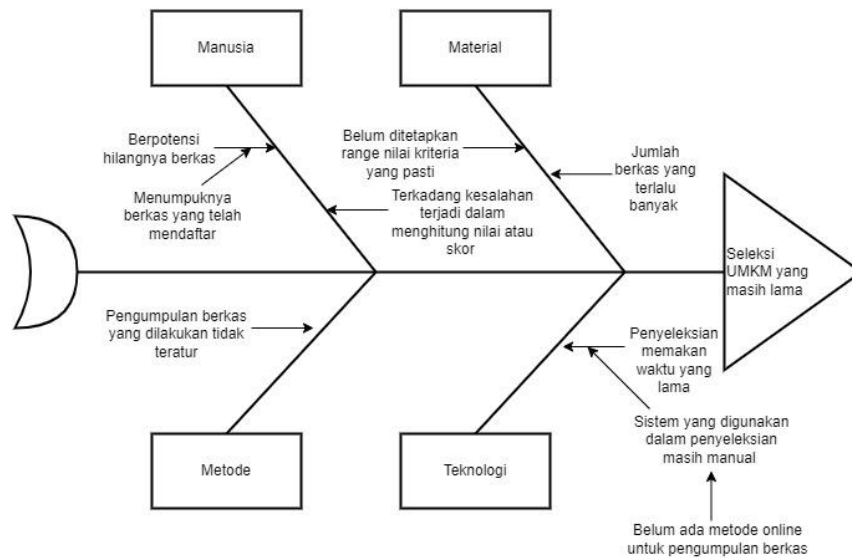 Manusia
Material
Berpotensi
hilangnya berkas
Menumpuknya
berkas yang telah
mendaftar
Terkadang kesalahan
terjadi dalam
menghitung nilai atau
skor
Belum ditetapkan
range nilai kriteria
yang pasti
Jumlah
berkas yang
terlalu
banyak
Seleksi
UMKM yang
masih lama
Pengumpulan berkas
yang dilakukan tidak
teratur
Penyeleksian
memakan
waktu yang
lama
Sistem yang digunakan
dalam penyeleksian
masih manual
Belum ada metode online
untuk pengumpulan berkas
Metode
Teknologi